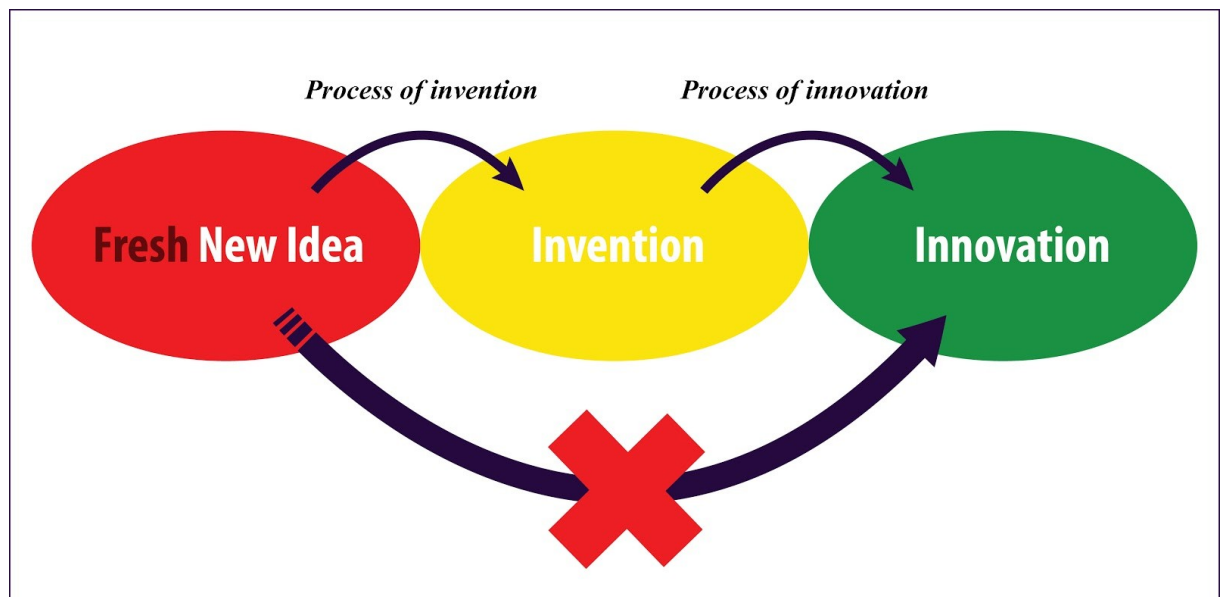 Process of invention
Process of innovation
Fresh New Idea
Invention
Innovation